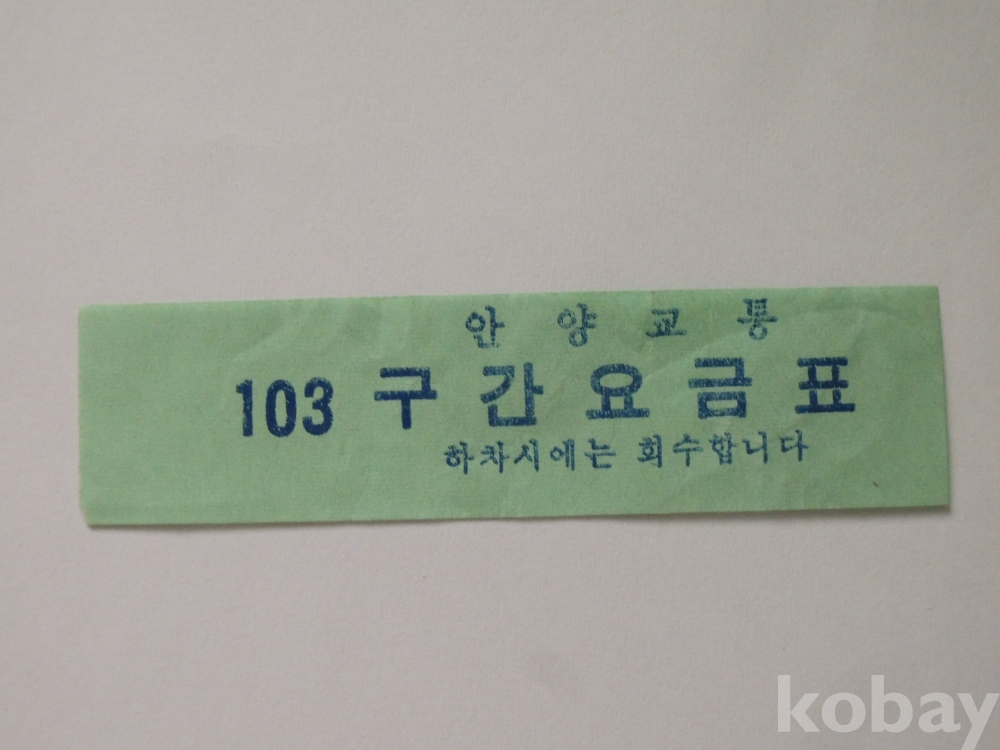 안양교통
103 구간요금표
하차시에는 회수합니다
kobay